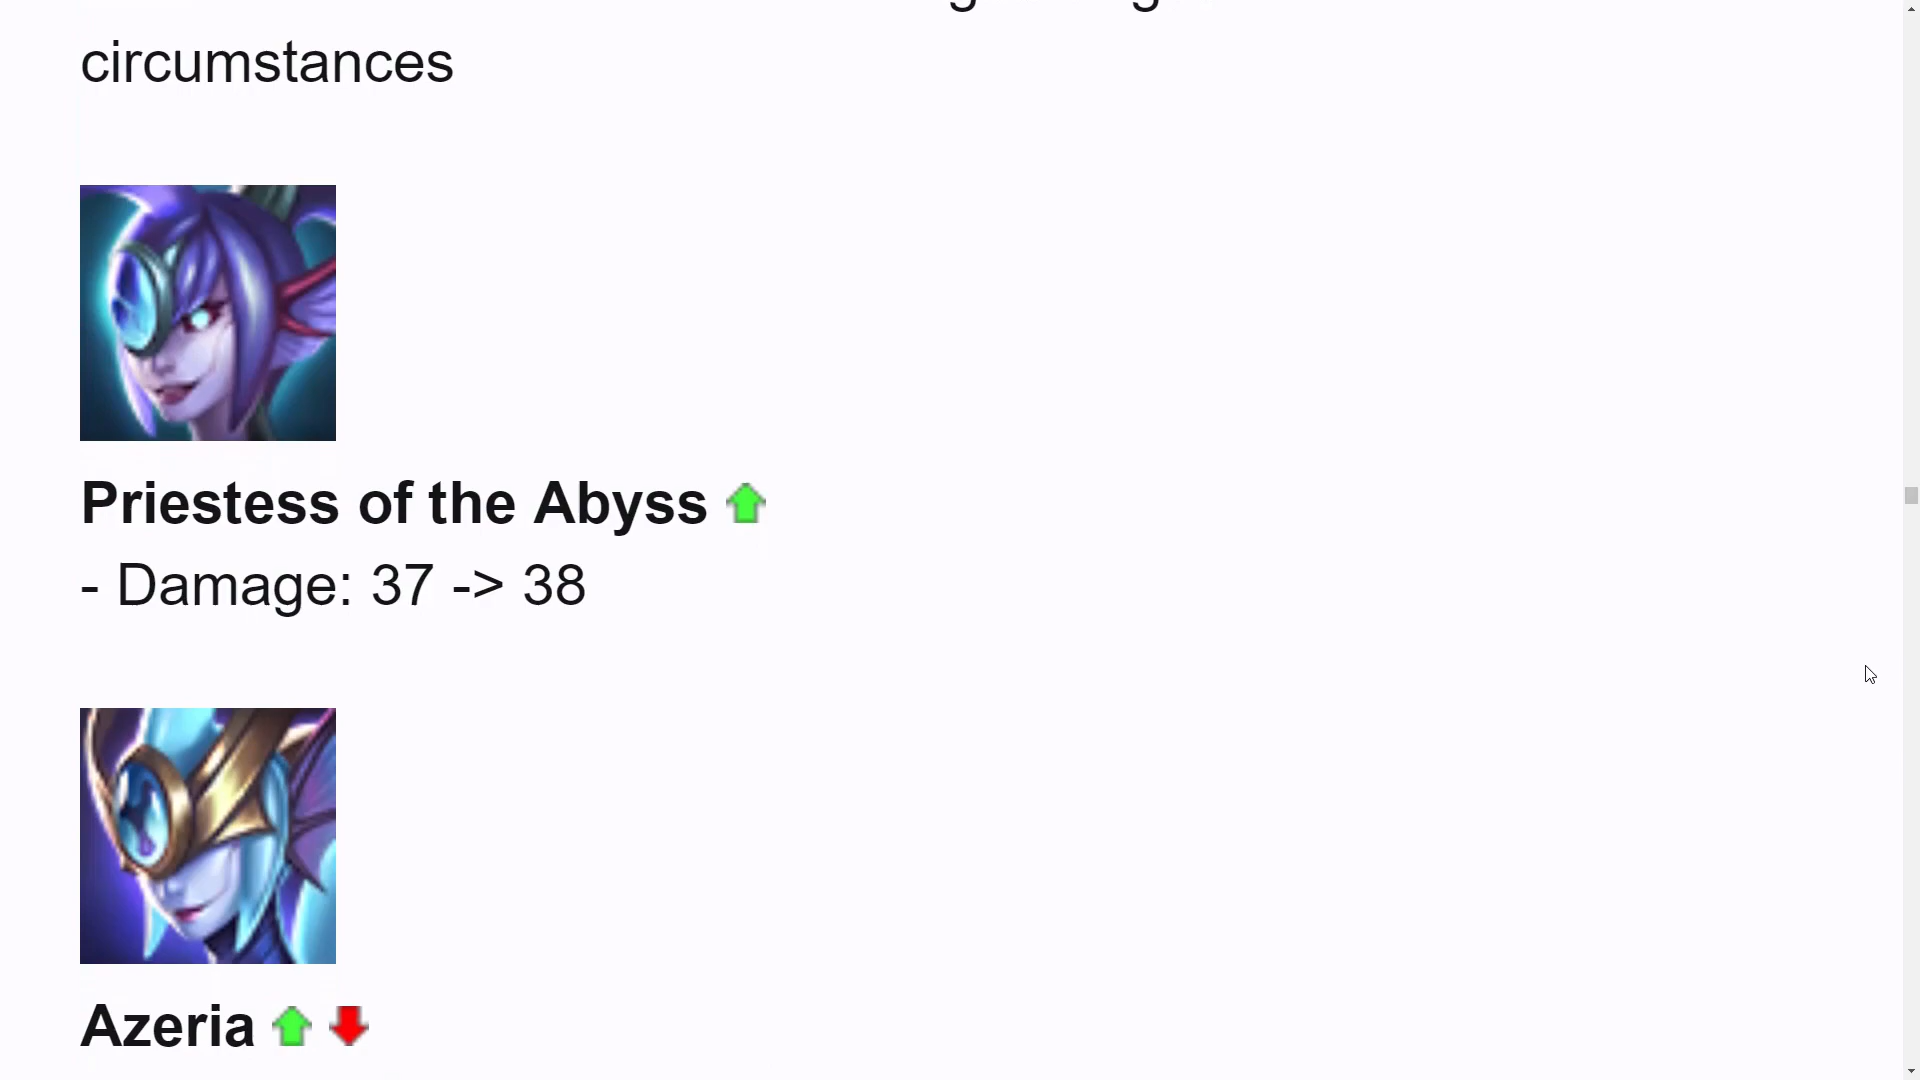 circumstances
Priestess of the Abyss
- Damage: 37 -> 38
Azeria